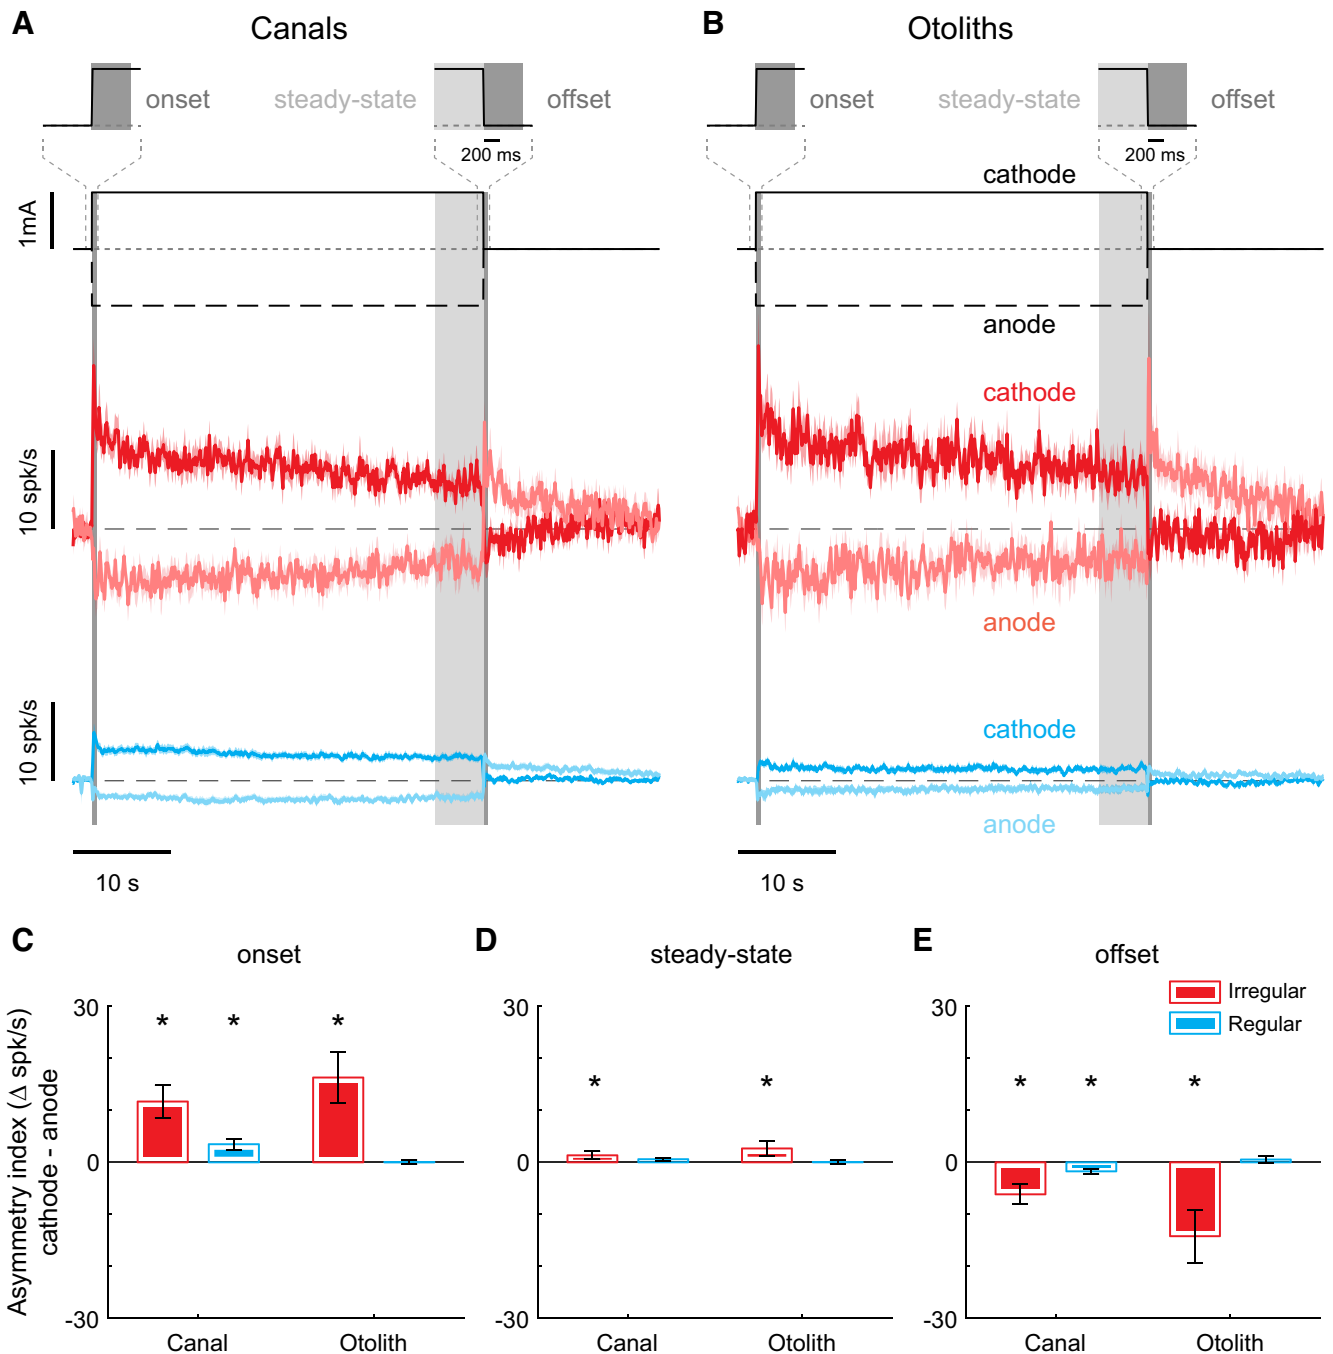 A
Canals
B
Otoliths
onset
steady-state
offset
onset
steady-state
offset
200 ms
200 ms
cathode
1mA
anode
cathode
10 spk/s
anode
cathode
10 spk/s
anode
10 s
10 s
C
onset
D
steady-state
E
offset
Irregular
Regular
Asymmetry index (Δ spk/s)
cathode - anode
30
0
-30
30
0
-30
30
0
-30
*
*
*
*
*
*
*
*
Canal
Otolith
Canal
Otolith
Canal
Otolith